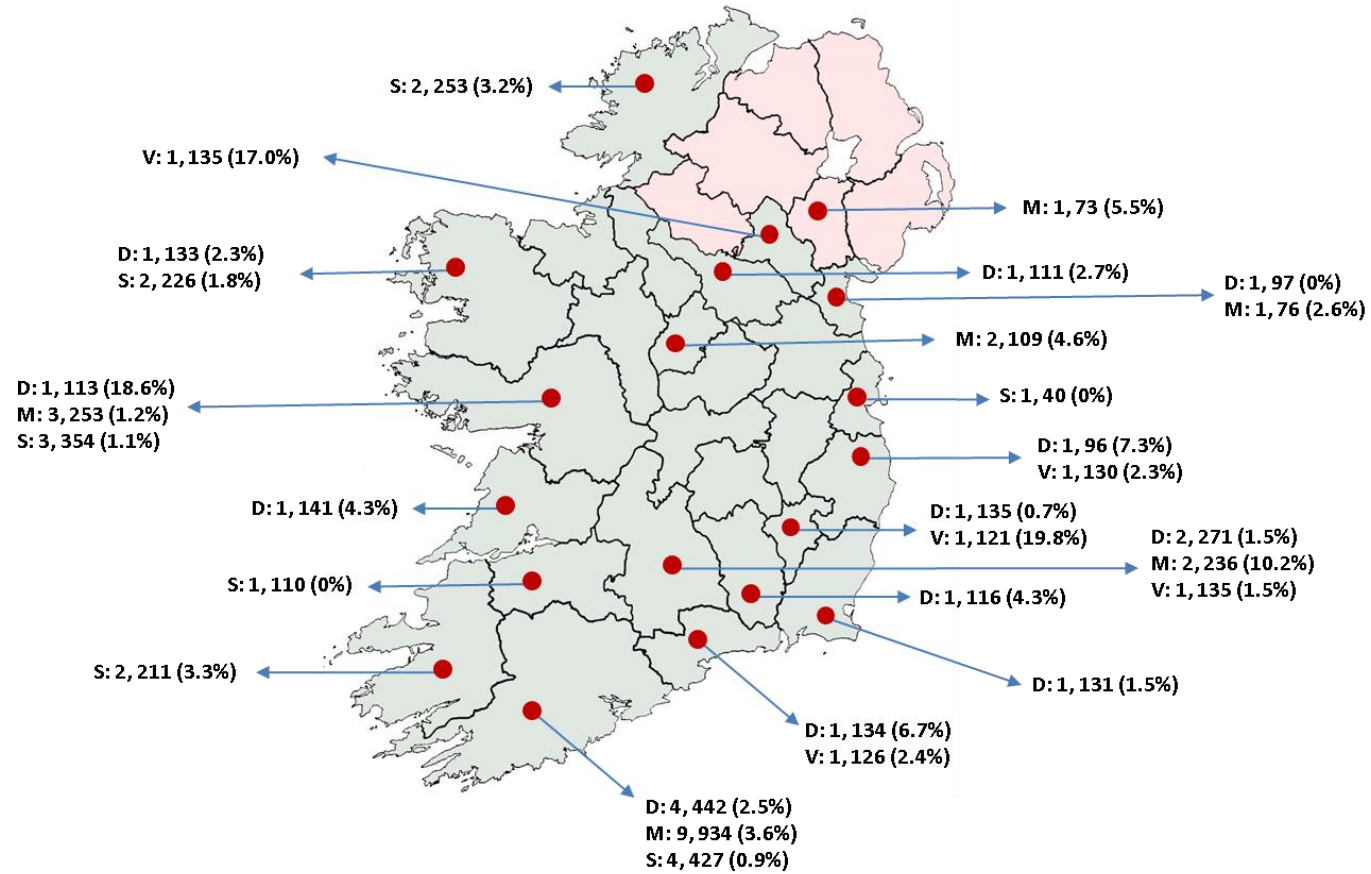 S: 2, 253 (3.2%)
V: 1, 135 (17.0%)
M: 1, 73 (5.5%)
D: 1, 133 (2.3%)
S: 2, 226 (1.8%)
D: 1, 111 (2.7%)
D: 1, 97 (0%)
M: 1, 76 (2.6%)
M: 2, 109 (4.6%)
D: 1, 113 (18.6%)
M: 3, 253 (1.2%)
S: 3, 354 (1.1%)
S: 1, 40 (0%)
D: 1, 96 (7.3%)
V: 1, 130 (2.3%)
D: 1, 141 (4.3%)
D: 1, 135 (0.7%)
V: 1, 121 (19.8%)
D: 2, 271 (1.5%)
M: 2, 236 (10.2%)
V: 1, 135 (1.5%)
S: 1, 110 (0%)
D: 1, 116 (4.3%)
S: 2, 211 (3.3%)
D: 1, 131 (1.5%)
D: 1, 134 (6.7%)
V: 1, 126 (2.4%)
D: 4, 442 (2.5%)
M: 9, 934 (3.6%)
S: 4, 427 (0.9%)